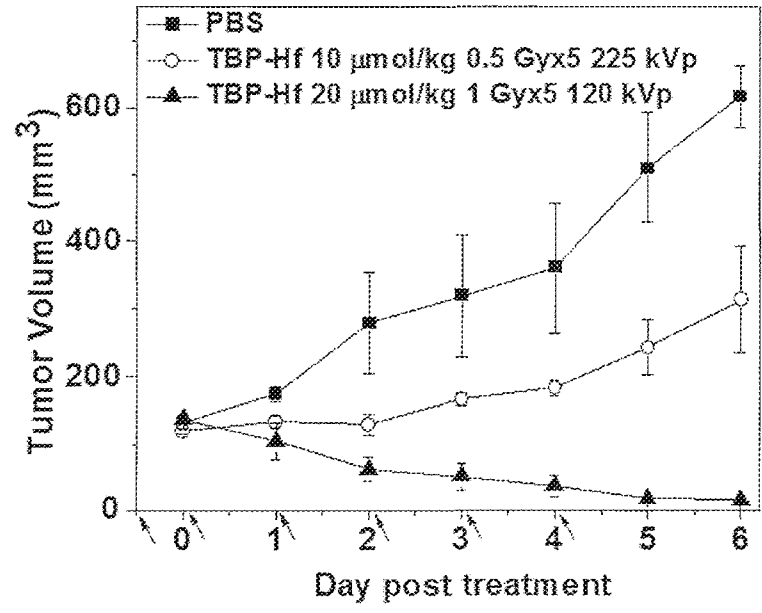 PBS
TBP-Hf 10 μmol/kg 0.5 Gyx5 225 kVp
TBP-Hf 20 μmol/kg 1 Gyx5 120 kVp
Tumor Volume (mm³)
600
400
200
0
0 1 2 3 4 5 6
Day post treatment